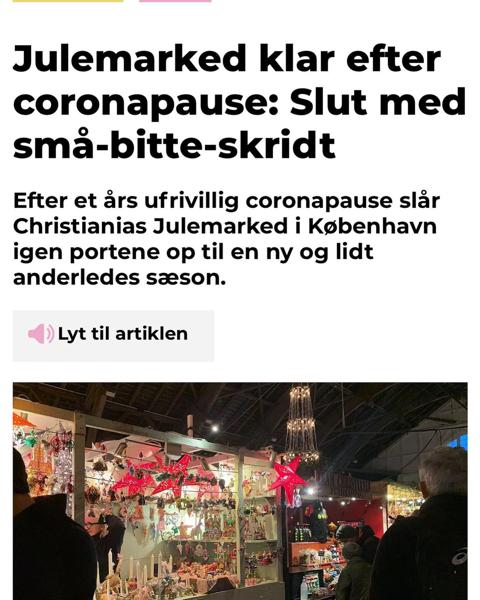 Julemarked klar efter
coronapause: Slut med
små-bitte-skridt
Efter et års ufrivillig coronapause slår
Christianias Julemarked i København
igen portene op til en ny og lidt
anderledes sæson.
Lyt til artiklen